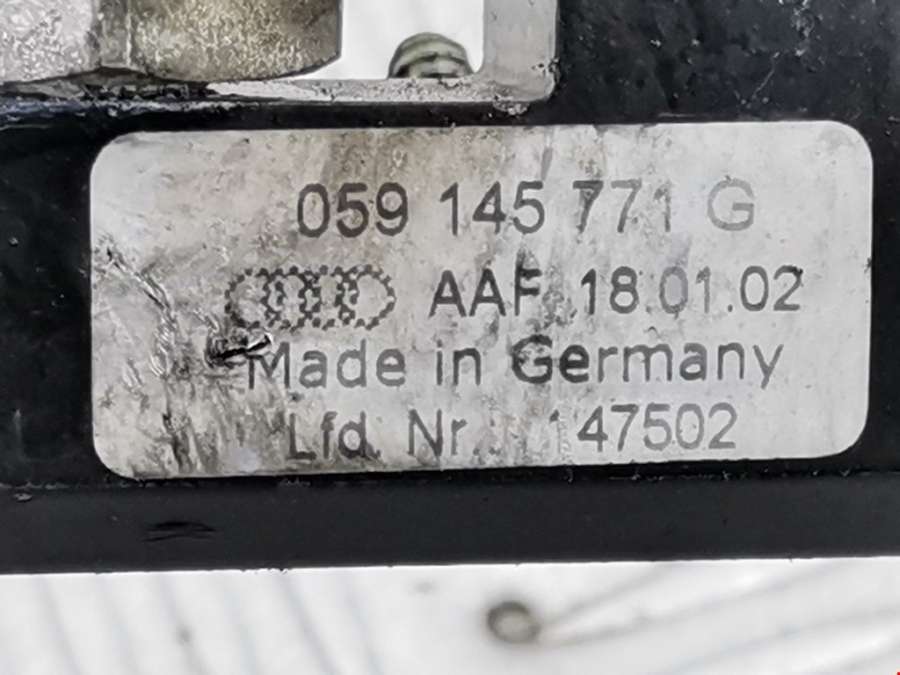 059 145 771 G
AAF 18.01.02
Made in Germany
Lfd. Nr.: 147502